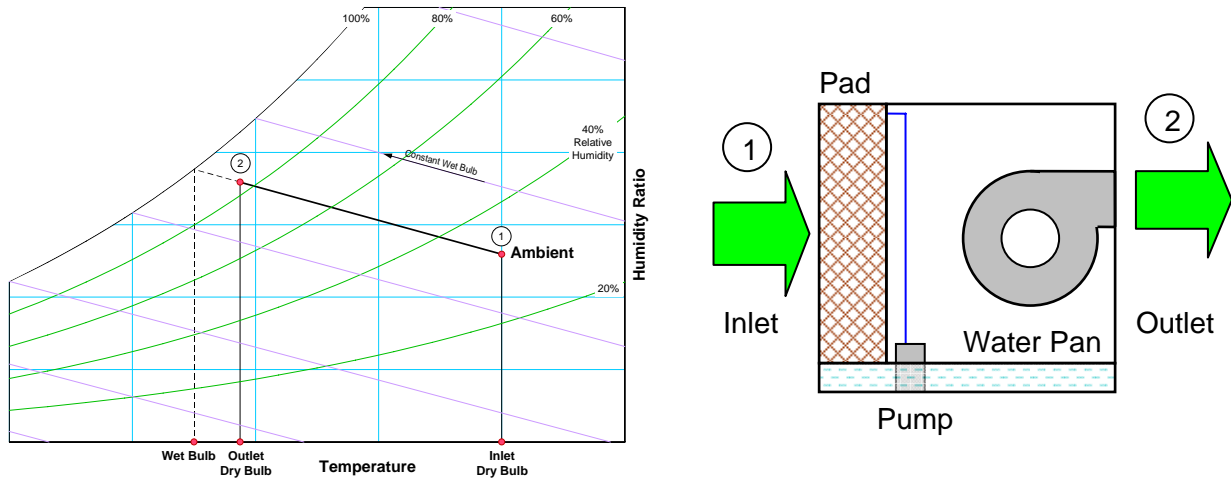 100%
80%
60%
40%
Relative
Humidity
Constant Wet Bulb
2
1
Ambient
20%
Humidity Ratio
Wet Bulb
Outlet
Dry Bulb
Temperature
Inlet
Dry Bulb
Pad
1
2
Inlet
Water Pan
Outlet
Pump